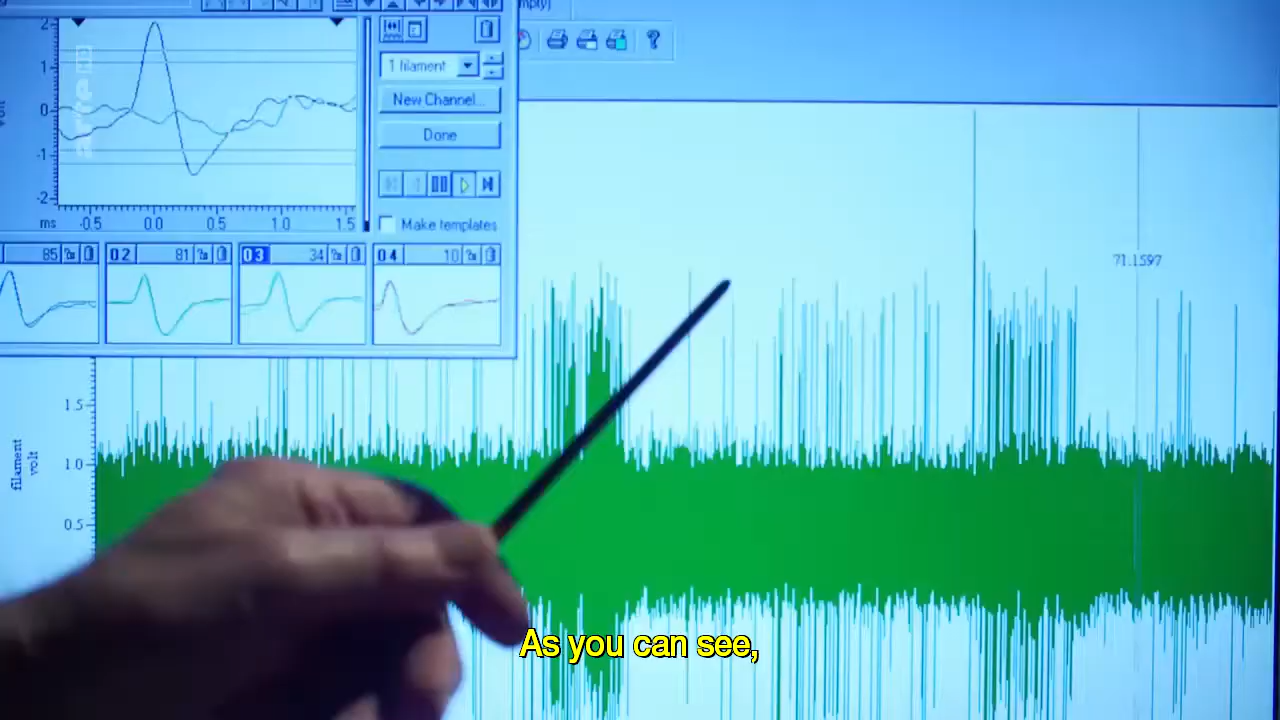 2
1
0
-1
-2
ms
-0.5
0.0
0.5
1.0
1.5
1 filament
New Channel...
Done
Make templates
85
02
81
03
34
04
10
71.1597
1.5
1.0
0.5
filament
volt
As you can see,